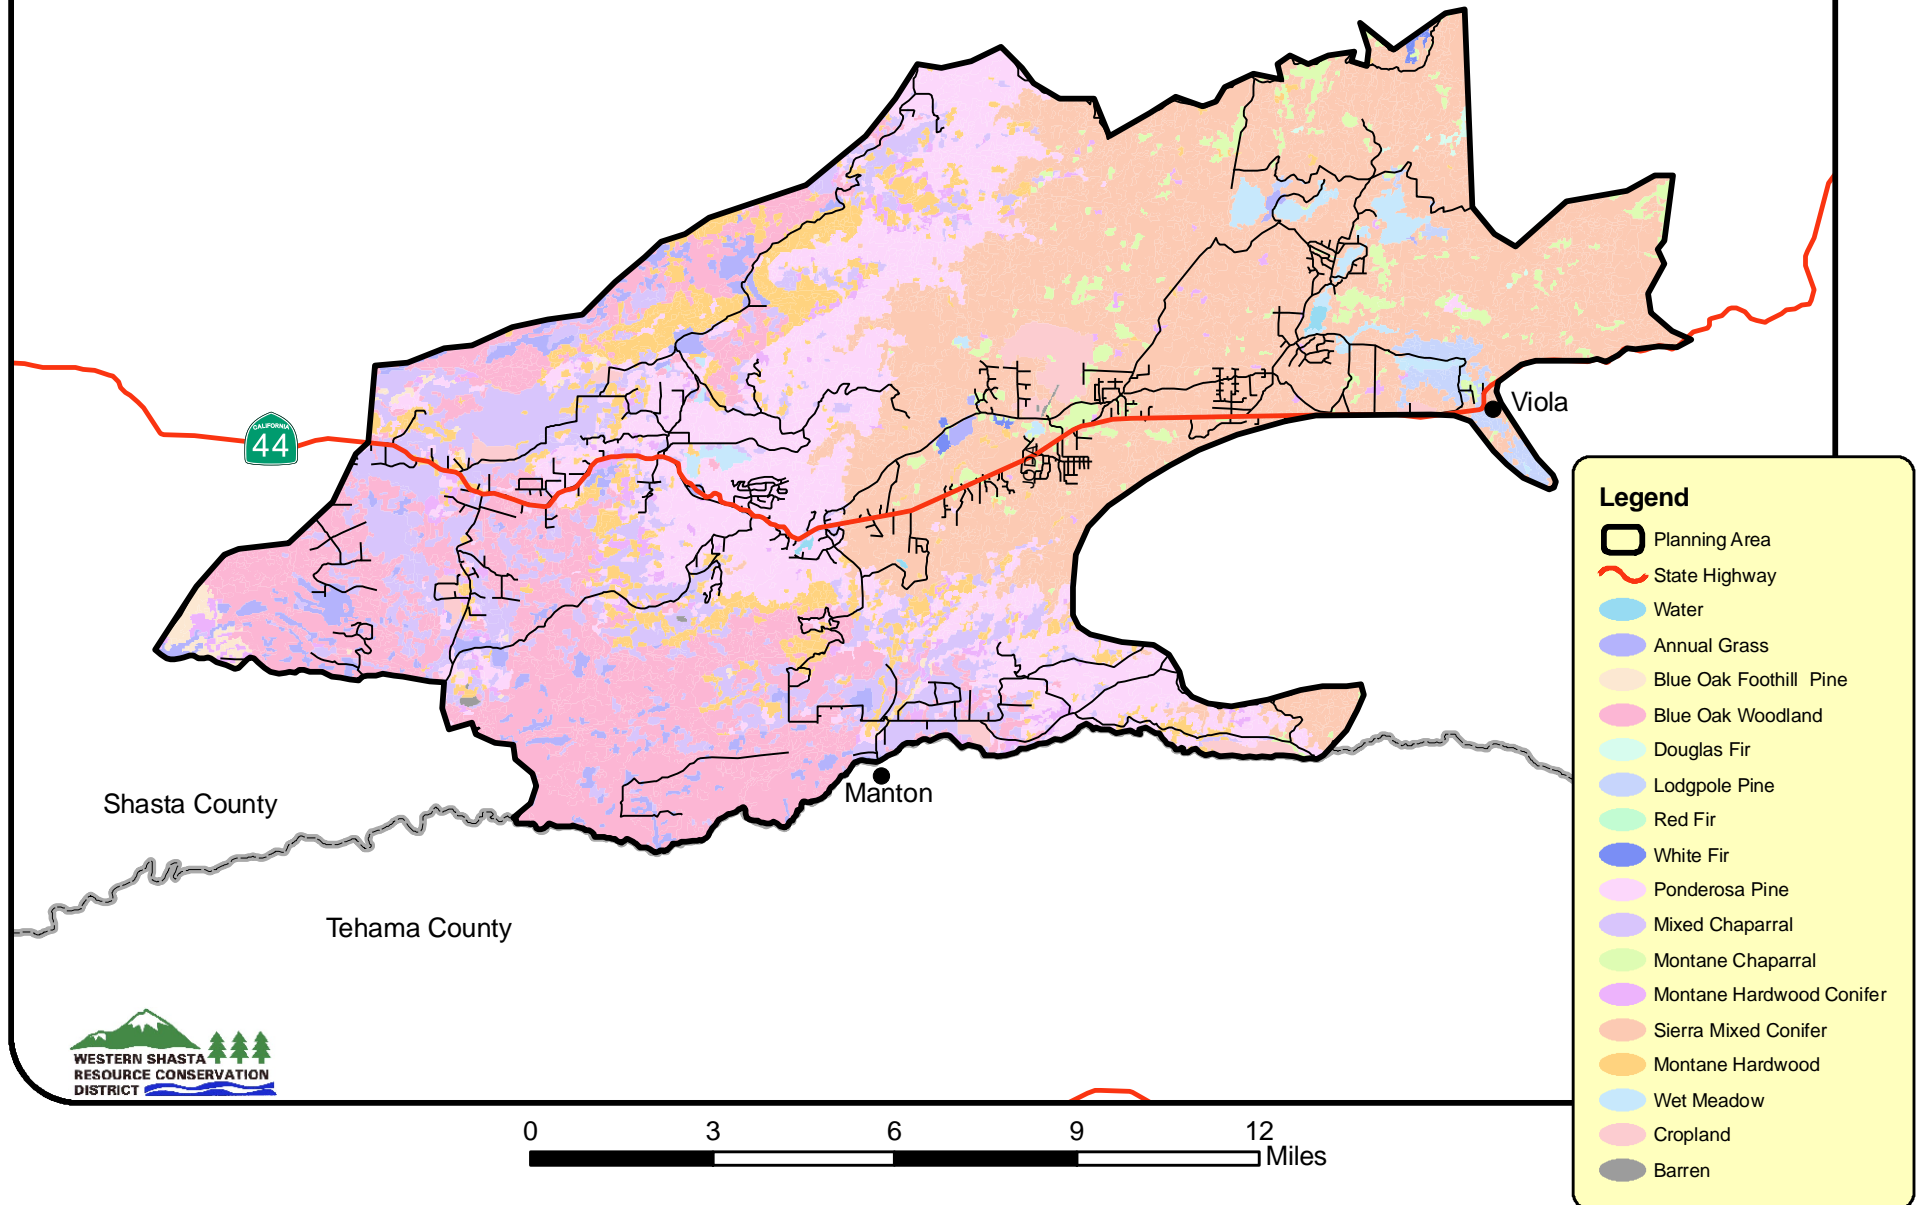 CALIFORNIA
44
Viola
Manton
Shasta County
Tehama County
Legend
Planning Area
State Highway
Water
Annual Grass
Blue Oak Foothill  Pine
Blue Oak Woodland
Douglas Fir
Lodgpole Pine
Red Fir
White Fir
Ponderosa Pine
Mixed Chaparral
Montane Chaparral
Montane Hardwood Conifer
Sierra Mixed Conifer
Montane Hardwood
Wet Meadow
Cropland
Barren
WESTERN SHASTA
RESOURCE CONSERVATION
DISTRICT
0 3 6 9 12
Miles